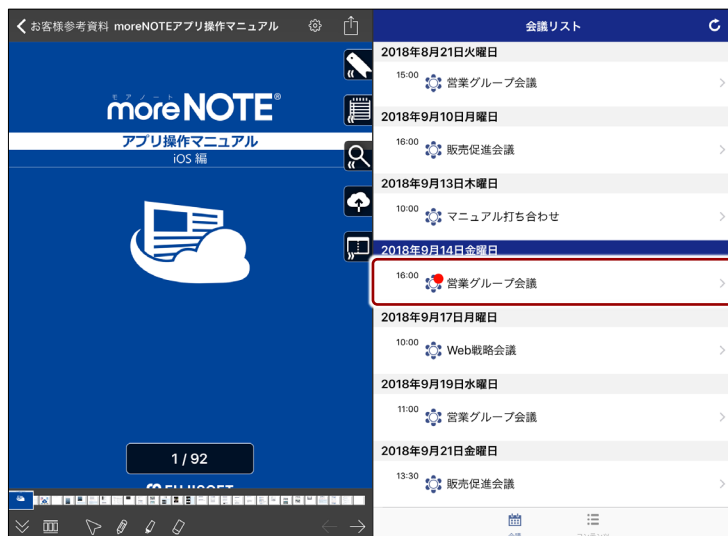 お客様参考資料 moreNOTEアプリ操作マニュアル
モアノート
moreNOTE®
アプリ操作マニュアル
iOS 編
1 / 92
会議リスト
2018年8月21日火曜日
15:00 営業グループ会議
2018年9月10日月曜日
16:00 販売促進会議
2018年9月13日木曜日
10:00 マニュアル打ち合わせ
2018年9月14日金曜日
16:00 営業グループ会議
2018年9月17日月曜日
10:00 Web戦略会議
2018年9月19日水曜日
11:00 営業グループ会議
2018年9月21日金曜日
13:30 販売促進会議